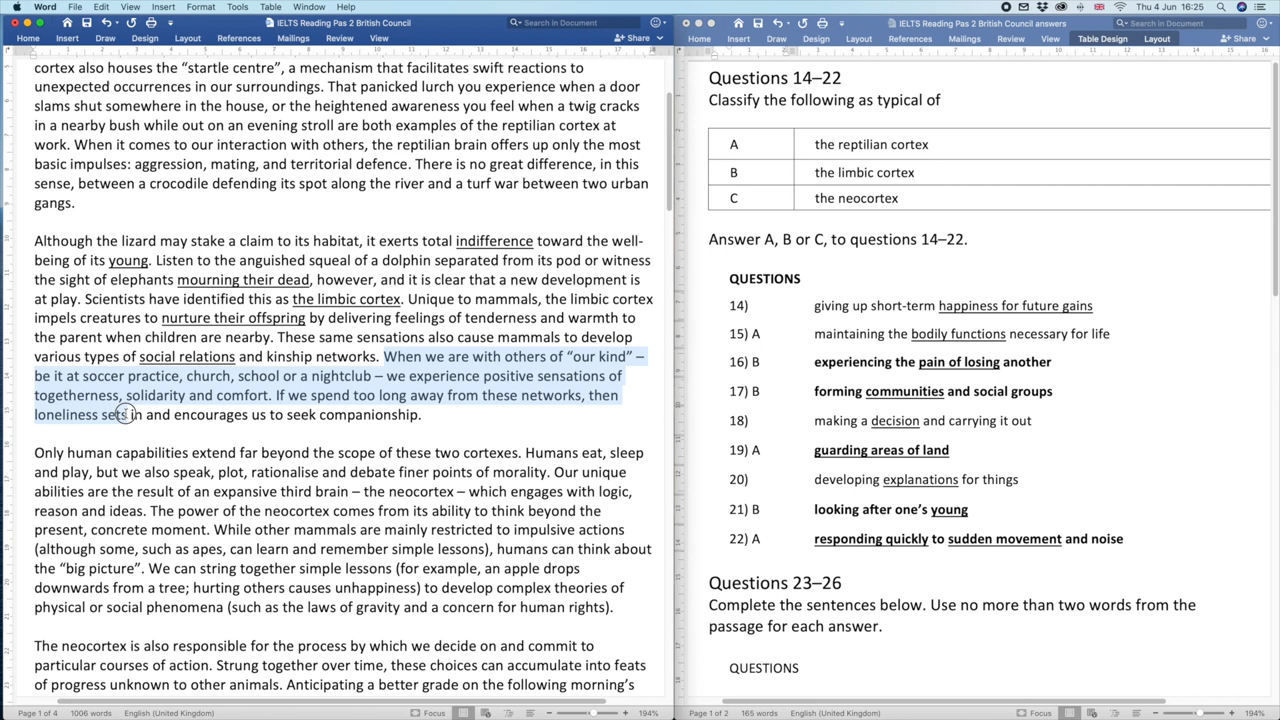 Word File Edit View Insert Format Tools Table Window Help Thu 4 Jun 16:25
IELTS Reading Pas 2 British Council Search in Document
Home Insert Draw Design Layout References Mailings Review View Share
cortex also houses the “startle centre”, a mechanism that facilitates swift reactions to
unexpected occurrences in our surroundings. That panicked lurch you experience when a door
slams shut somewhere in the house, or the heightened awareness you feel when a twig cracks
in a nearby bush while out on an evening stroll are both examples of the reptilian cortex at
work. When it comes to our interaction with others, the reptilian brain offers up only the most
basic impulses: aggression, mating, and territorial defence. There is no great difference, in this
sense, between a crocodile defending its spot along the river and a turf war between two urban
gangs.
Although the lizard may stake a claim to its habitat, it exerts total indifference toward the well-
being of its young. Listen to the anguished squeal of a dolphin separated from its pod or witness
the sight of elephants mourning their dead, however, and it is clear that a new development is
at play. Scientists have identified this as the limbic cortex. Unique to mammals, the limbic cortex
impels creatures to nurture their offspring by delivering feelings of tenderness and warmth to
the parent when children are nearby. These same sensations also cause mammals to develop
various types of social relations and kinship networks. When we are with others of “our kind” –
be it at soccer practice, church, school or a nightclub – we experience positive sensations of
togetherness, solidarity and comfort. If we spend too long away from these networks, then
loneliness sets in and encourages us to seek companionship.
Only human capabilities extend far beyond the scope of these two cortexes. Humans eat, sleep
and play, but we also speak, plot, rationalise and debate finer points of morality. Our unique
abilities are the result of an expansive third brain – the neocortex – which engages with logic,
reason and ideas. The power of the neocortex comes from its ability to think beyond the
present, concrete moment. While other mammals are mainly restricted to impulsive actions
(although some, such as apes, can learn and remember simple lessons), humans can think about
the “big picture”. We can string together simple lessons (for example, an apple drops
downwards from a tree; hurting others causes unhappiness) to develop complex theories of
physical or social phenomena (such as the laws of gravity and a concern for human rights).
The neocortex is also responsible for the process by which we decide on and commit to
particular courses of action. Strung together over time, these choices can accumulate into feats
of progress unknown to other animals. Anticipating a better grade on the following morning’s
Page 1 of 4 1006 words English (United Kingdom) Focus 194%
IELTS Reading Pas 2 British Council answers Search in Document
Home Insert Draw Design Layout References Mailings Review View Table Design Layout Share
Questions 14–22
Classify the following as typical of
A the reptilian cortex
B the limbic cortex
C the neocortex
Answer A, B or C, to questions 14–22.
QUESTIONS
14) giving up short-term happiness for future gains
15) A maintaining the bodily functions necessary for life
16) B experiencing the pain of losing another
17) B forming communities and social groups
18) making a decision and carrying it out
19) A guarding areas of land
20) developing explanations for things
21) B looking after one’s young
22) A responding quickly to sudden movement and noise
Questions 23–26
Complete the sentences below. Use no more than two words from the
passage for each answer.
QUESTIONS
Page 1 of 2 165 words English (United Kingdom) Focus 194%